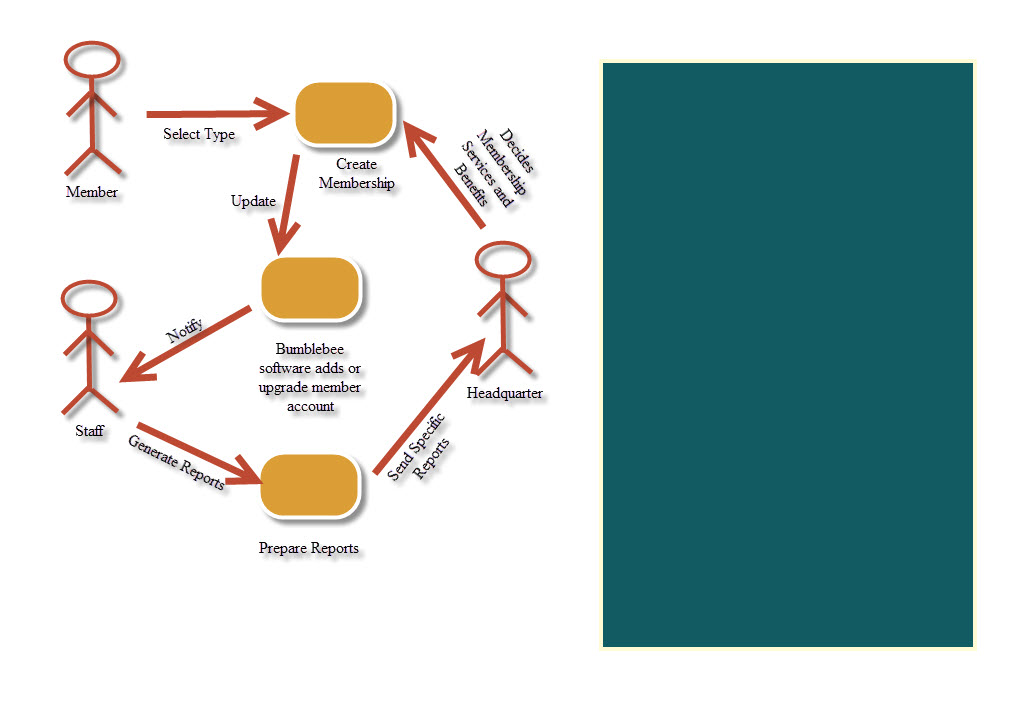 Member
Select Type
Create
Membership
Decides
Membership
Services and
Benefits
Update
Notify
Bumblebee
software adds or
upgrade member
account
Headquarter
Staff
Generate Reports
Send Specific
Reports
Prepare Reports